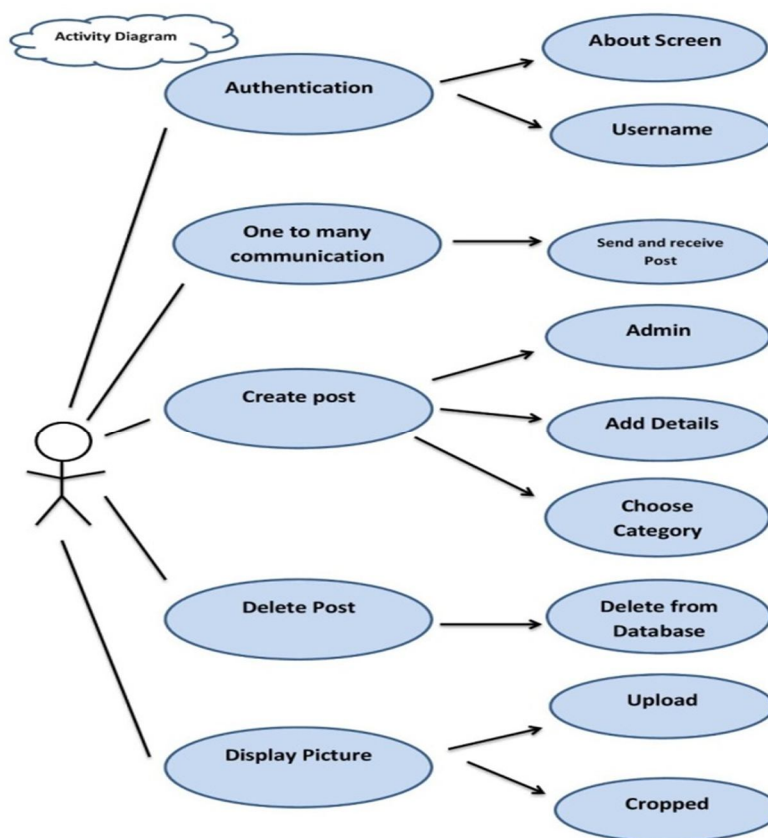 Activity Diagram
Authentication
About Screen
Username
One to many
communication
Send and receive
Post
Create post
Admin
Add Details
Choose
Category
Delete Post
Delete from
Database
Display Picture
Upload
Cropped